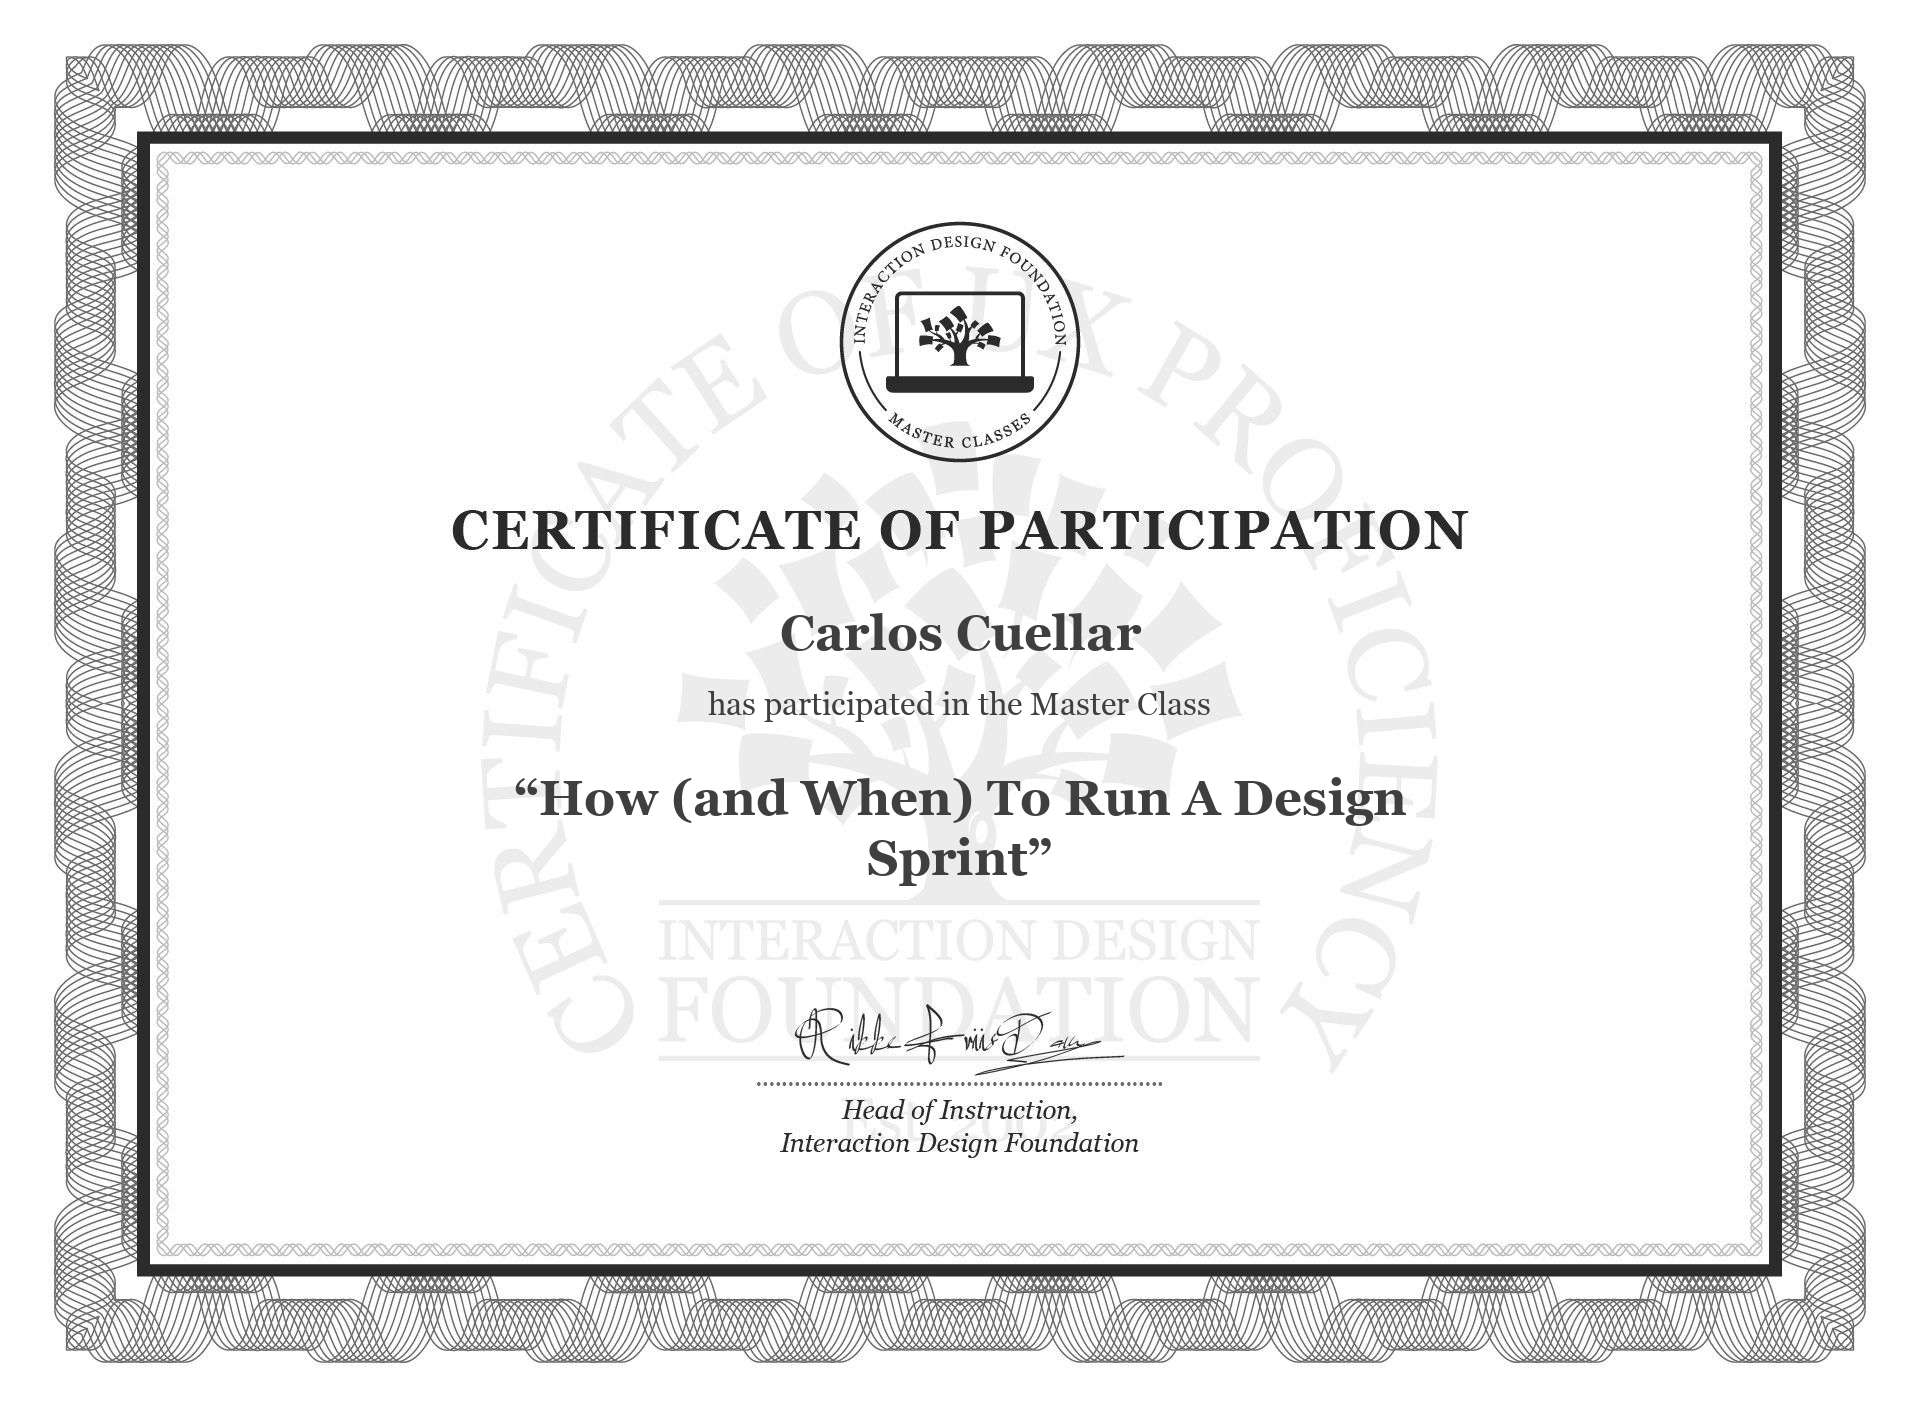 INTERACTION DESIGN FOUNDATION
MASTER CLASSES
CERTIFICATE OF UX PROFICIENCY
CERTIFICATE OF PARTICIPATION
Carlos Cuellar
has participated in the Master Class
“How (and When) To Run A Design
Sprint”
INTERACTION DESIGN
FOUNDATION
Rikke Friis Dam
Head of Instruction,
Interaction Design Foundation
Est. 2002